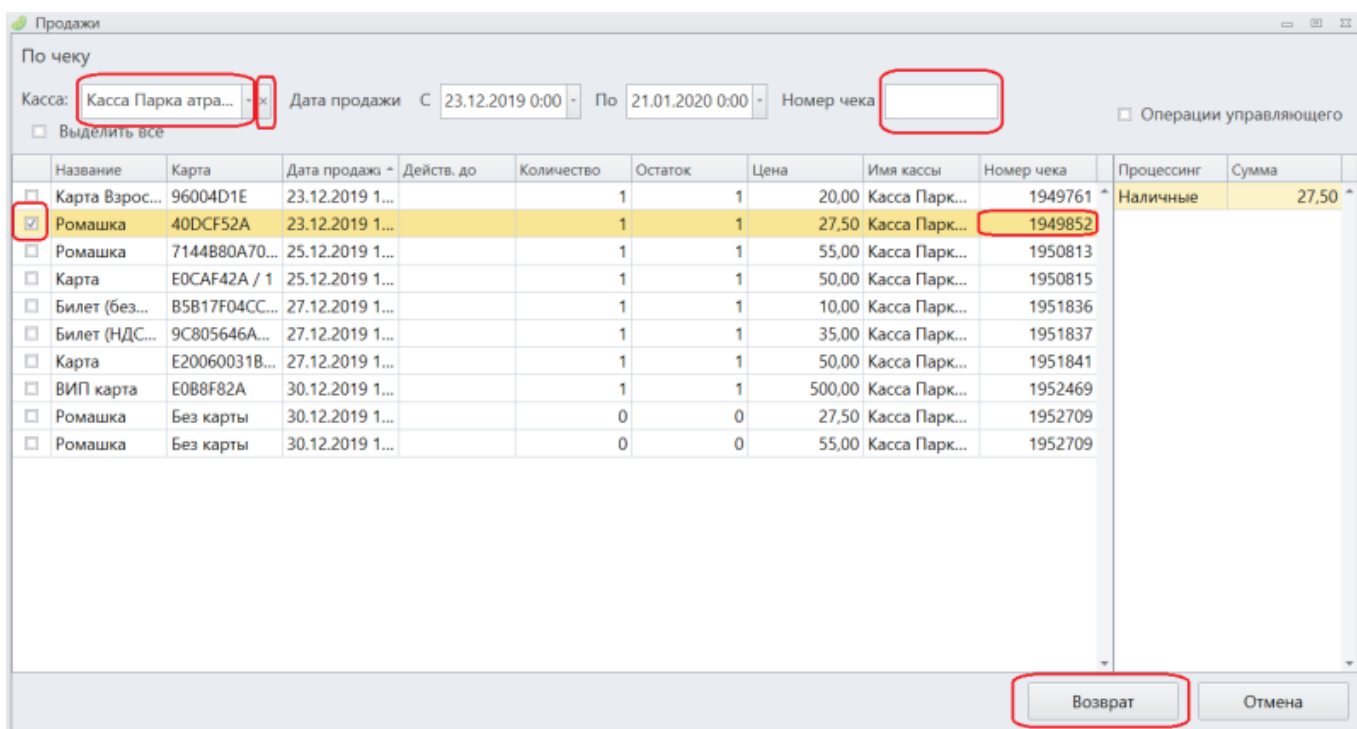 Продажи
По чеку
Касса: Касса Парка атра... × Дата продажи С 23.12.2019 0:00 По 21.01.2020 0:00 Номер чека Операции управляющего
Выделить все
Название Карта Дата продажи Действ. до Количество Остаток Цена Имя кассы Номер чека Процессинг Сумма
Карта Взрос... 96004D1E 23.12.2019 1... 1 1 20,00 Касса Парк... 1949761 Наличные 27,50
Ромашка 40DCF52A 23.12.2019 1... 1 1 27,50 Касса Парк... 1949852
Ромашка 7144B80A70... 25.12.2019 1... 1 1 55,00 Касса Парк... 1950813
Карта E0CAF42A / 1 25.12.2019 1... 1 1 50,00 Касса Парк... 1950815
Билет (без... B5B17F04CC... 27.12.2019 1... 1 1 10,00 Касса Парк... 1951836
Билет (НДС... 9C805646A... 27.12.2019 1... 1 1 35,00 Касса Парк... 1951837
Карта E20060031B... 27.12.2019 1... 1 1 50,00 Касса Парк... 1951841
ВИП карта E0B8F82A 30.12.2019 1... 1 1 500,00 Касса Парк... 1952469
Ромашка Без карты 30.12.2019 1... 0 0 27,50 Касса Парк... 1952709
Ромашка Без карты 30.12.2019 1... 0 0 55,00 Касса Парк... 1952709
Возврат Отмена